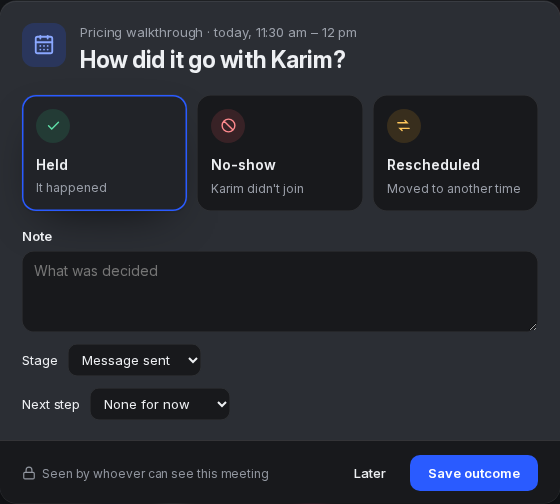 Pricing walkthrough · today, 11:30 am – 12 pm
How did it go with Karim?
Held
It happened
No-show
Karim didn't join
Rescheduled
Moved to another time
Note
What was decided
Stage
Message sent
Next step
None for now
Seen by whoever can see this meeting
Later
Save outcome